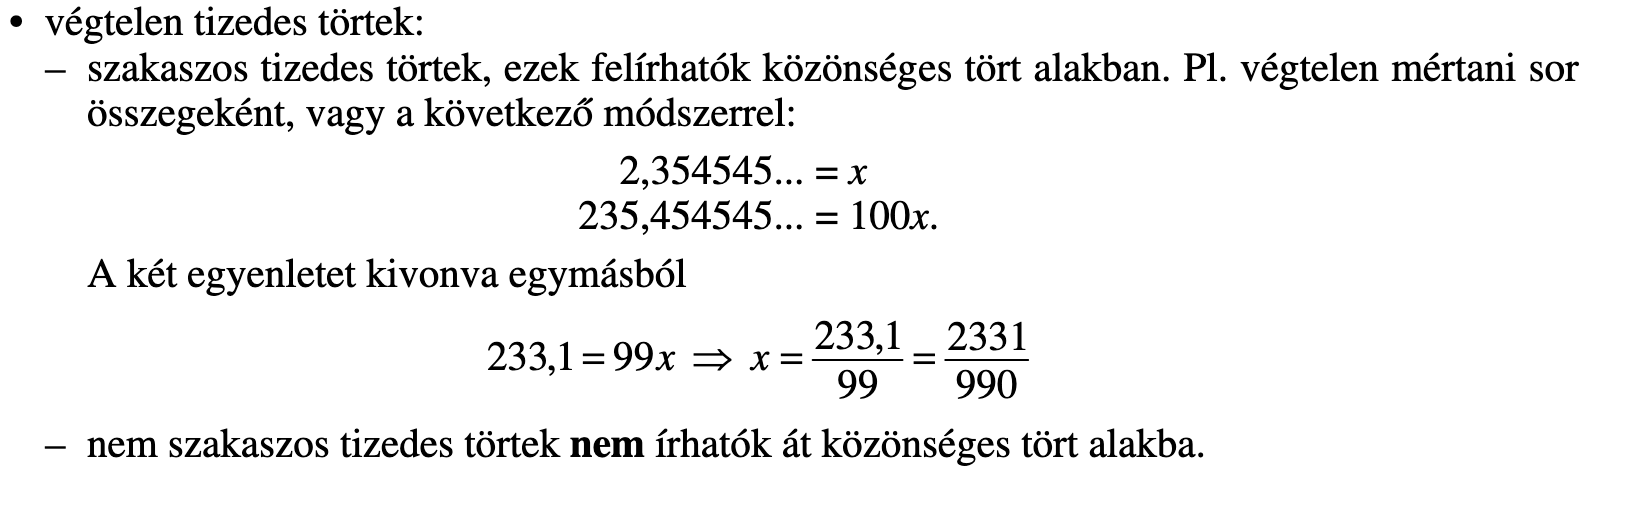 • végtelen tizedes törtek:
– szakaszos tizedes törtek, ezek felírhatók közönséges tört alakban. Pl. végtelen mértani sor
összegeként, vagy a következő módszerrel:
2,354545... = x
235,454545... = 100x.
A két egyenletet kivonva egymásból
233,1 = 99x ⇒ x = 233,1/99 = 2331/990
– nem szakaszos tizedes törtek nem írhatók át közönséges tört alakba.